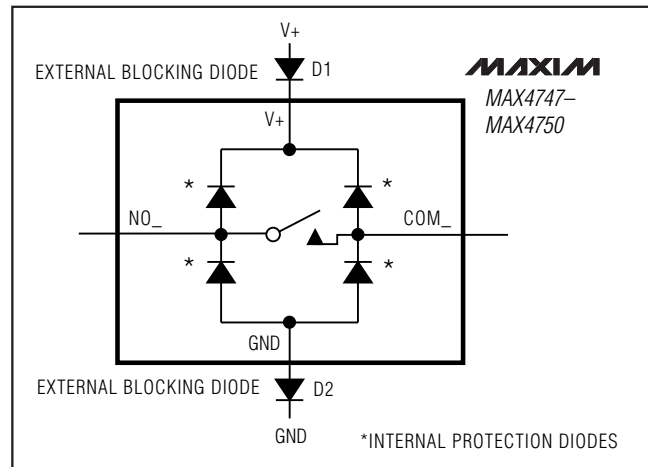 V+
EXTERNAL BLOCKING DIODE D1
MAXIM
MAX4747–
MAX4750
V+
* *
NO_ COM_
* *
GND
EXTERNAL BLOCKING DIODE D2
GND
*INTERNAL PROTECTION DIODES